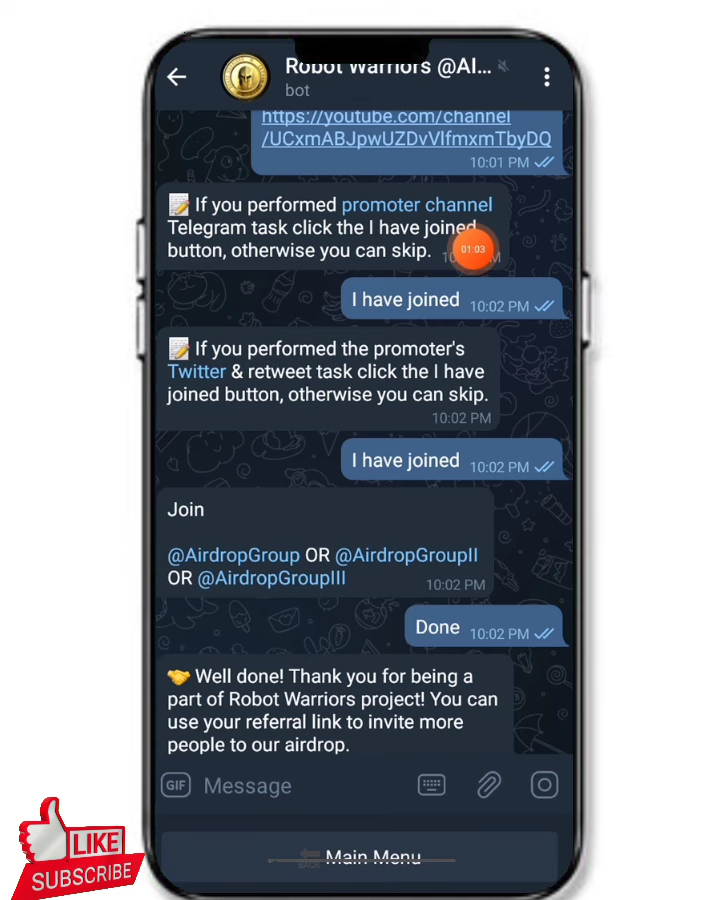 Robot Warriors @AI...
bot
https://youtube.com/channel
/UCxmABJpwUZDvVlfmxmTbyDQ
10:01 PM
If you performed promoter channel
Telegram task click the I have joined
button, otherwise you can skip.
01:03
I have joined 10:02 PM
If you performed the promoter's
Twitter & retweet task click the I have
joined button, otherwise you can skip.
10:02 PM
I have joined 10:02 PM
Join
@AirdropGroup OR @AirdropGroupII
OR @AirdropGroupIII 10:02 PM
Done 10:02 PM
Well done! Thank you for being a
part of Robot Warriors project! You can
use your referral link to invite more
people to our airdrop.
GIF Message
Main Menu
LIKE
SUBSCRIBE